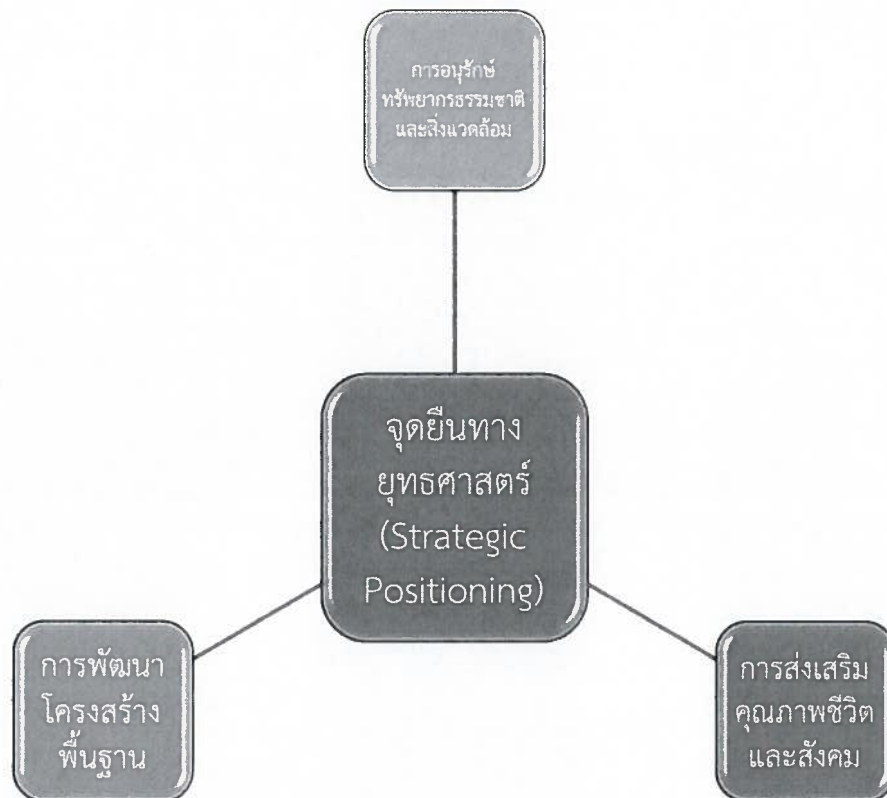 การอนุรักษ์
ทรัพยากรธรรมชาติ
และสิ่งแวดล้อม
จุดยืนทาง
ยุทธศาสตร์
(Strategic
Positioning)
การพัฒนา
โครงสร้าง
พื้นฐาน
การส่งเสริม
คุณภาพชีวิต
และสังคม